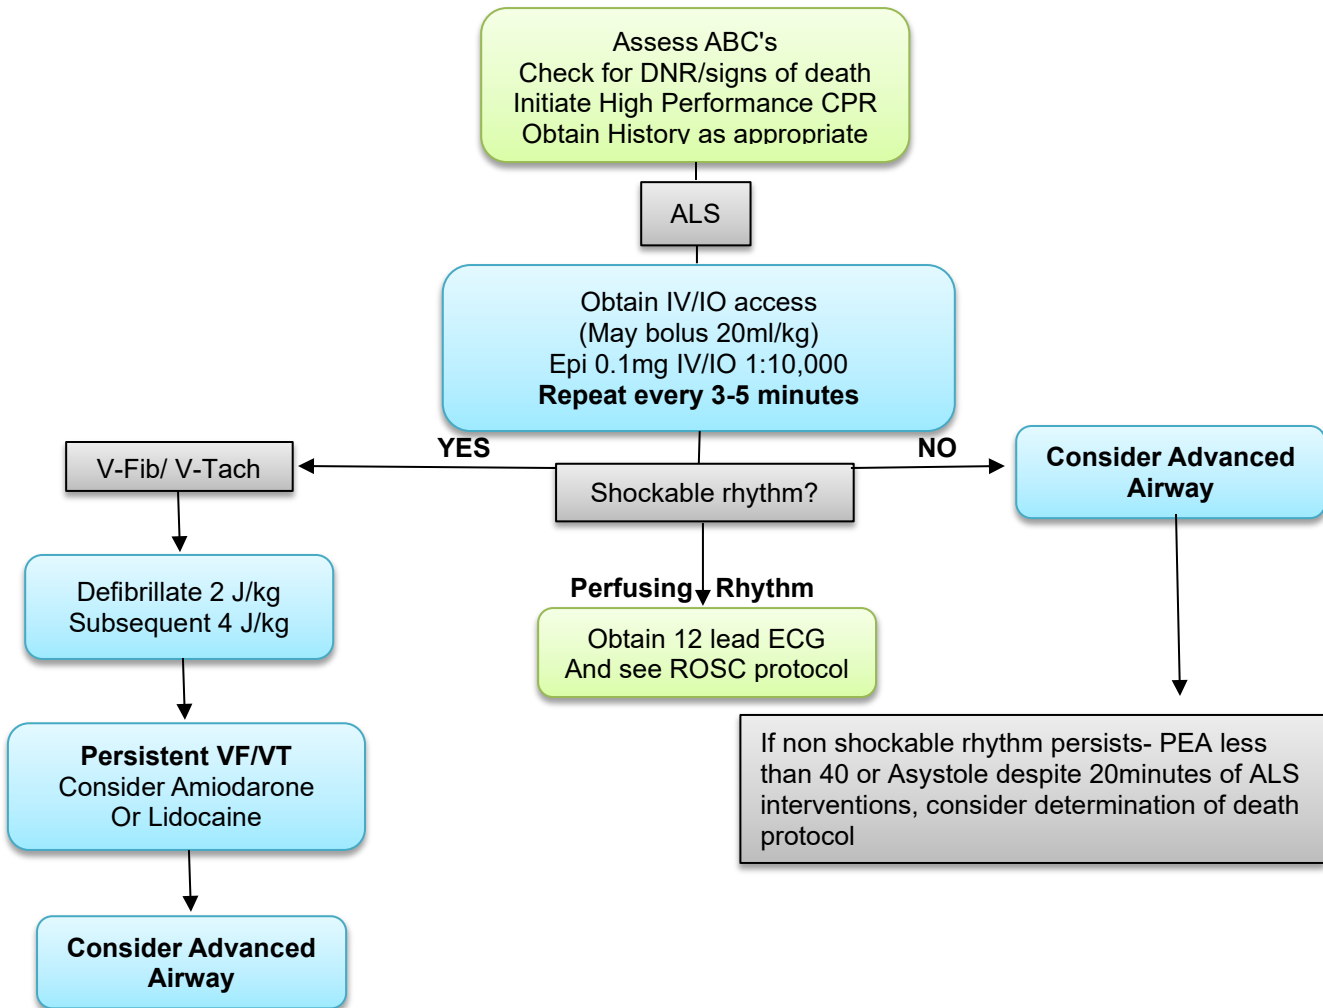 Assess ABC's
Check for DNR/signs of death
Initiate High Performance CPR
Obtain History as appropriate
ALS
Obtain IV/IO access
(May bolus 20ml/kg)
Epi 0.1mg IV/IO 1:10,000
Repeat every 3-5 minutes
YES
NO
V-Fib/ V-Tach
Shockable rhythm?
Consider Advanced
Airway
Defibrillate 2 J/kg
Subsequent 4 J/kg
Perfusing Rhythm
Obtain 12 lead ECG
And see ROSC protocol
Persistent VF/VT
Consider Amiodarone
Or Lidocaine
If non shockable rhythm persists- PEA less
than 40 or Asystole despite 20minutes of ALS
interventions, consider determination of death
protocol
Consider Advanced
Airway